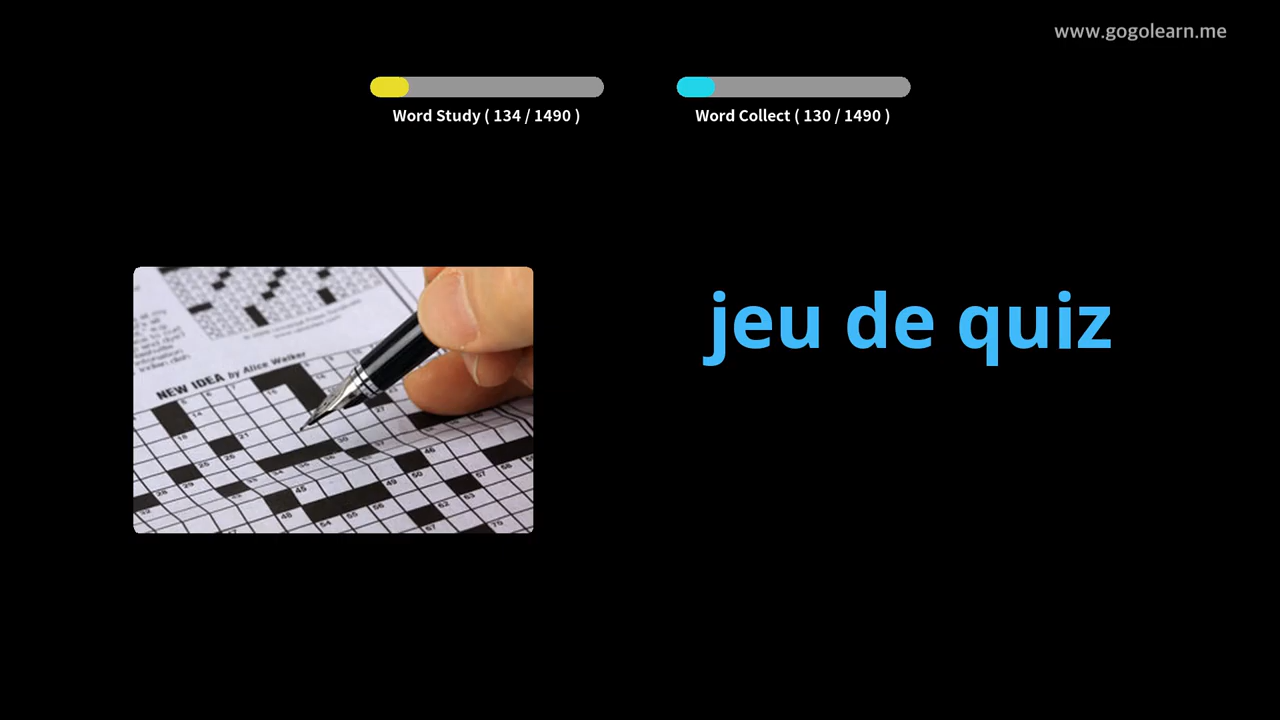 www.gogolearn.me
Word Study ( 134 / 1490 )
Word Collect ( 130 / 1490 )
jeu de quiz
NEW IDEA by Alice Walker